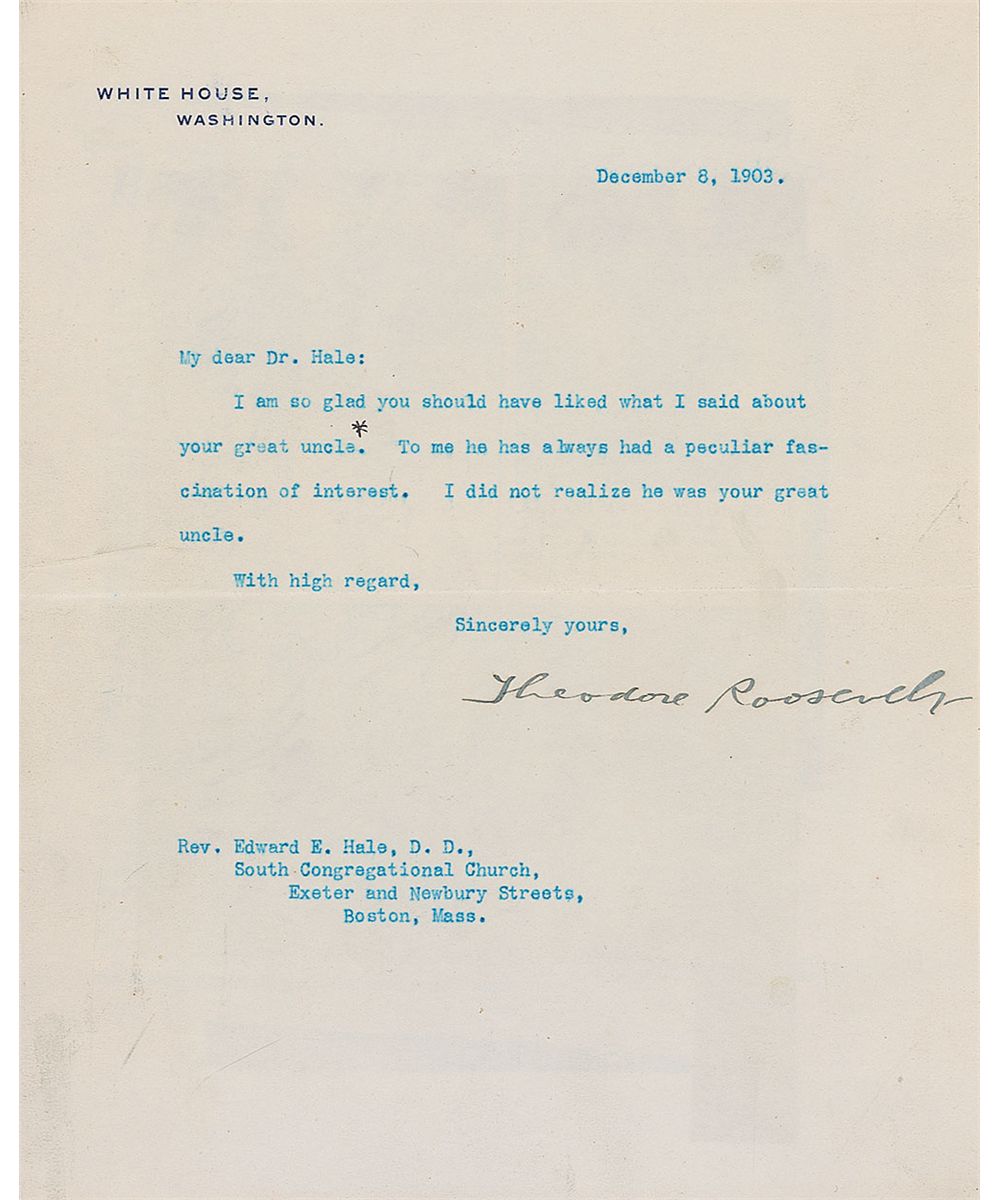 WHITE HOUSE,
WASHINGTON.
December 8, 1903.
My dear Dr. Hale:
I am so glad you should have liked what I said about
your great uncle.* To me he has always had a peculiar fas-
cination of interest. I did not realize he was your great
uncle.
With high regard,
Sincerely yours,
Theodore Roosevelt
Rev. Edward E. Hale, D. D.,
South Congregational Church,
Exeter and Newbury Streets,
Boston, Mass.